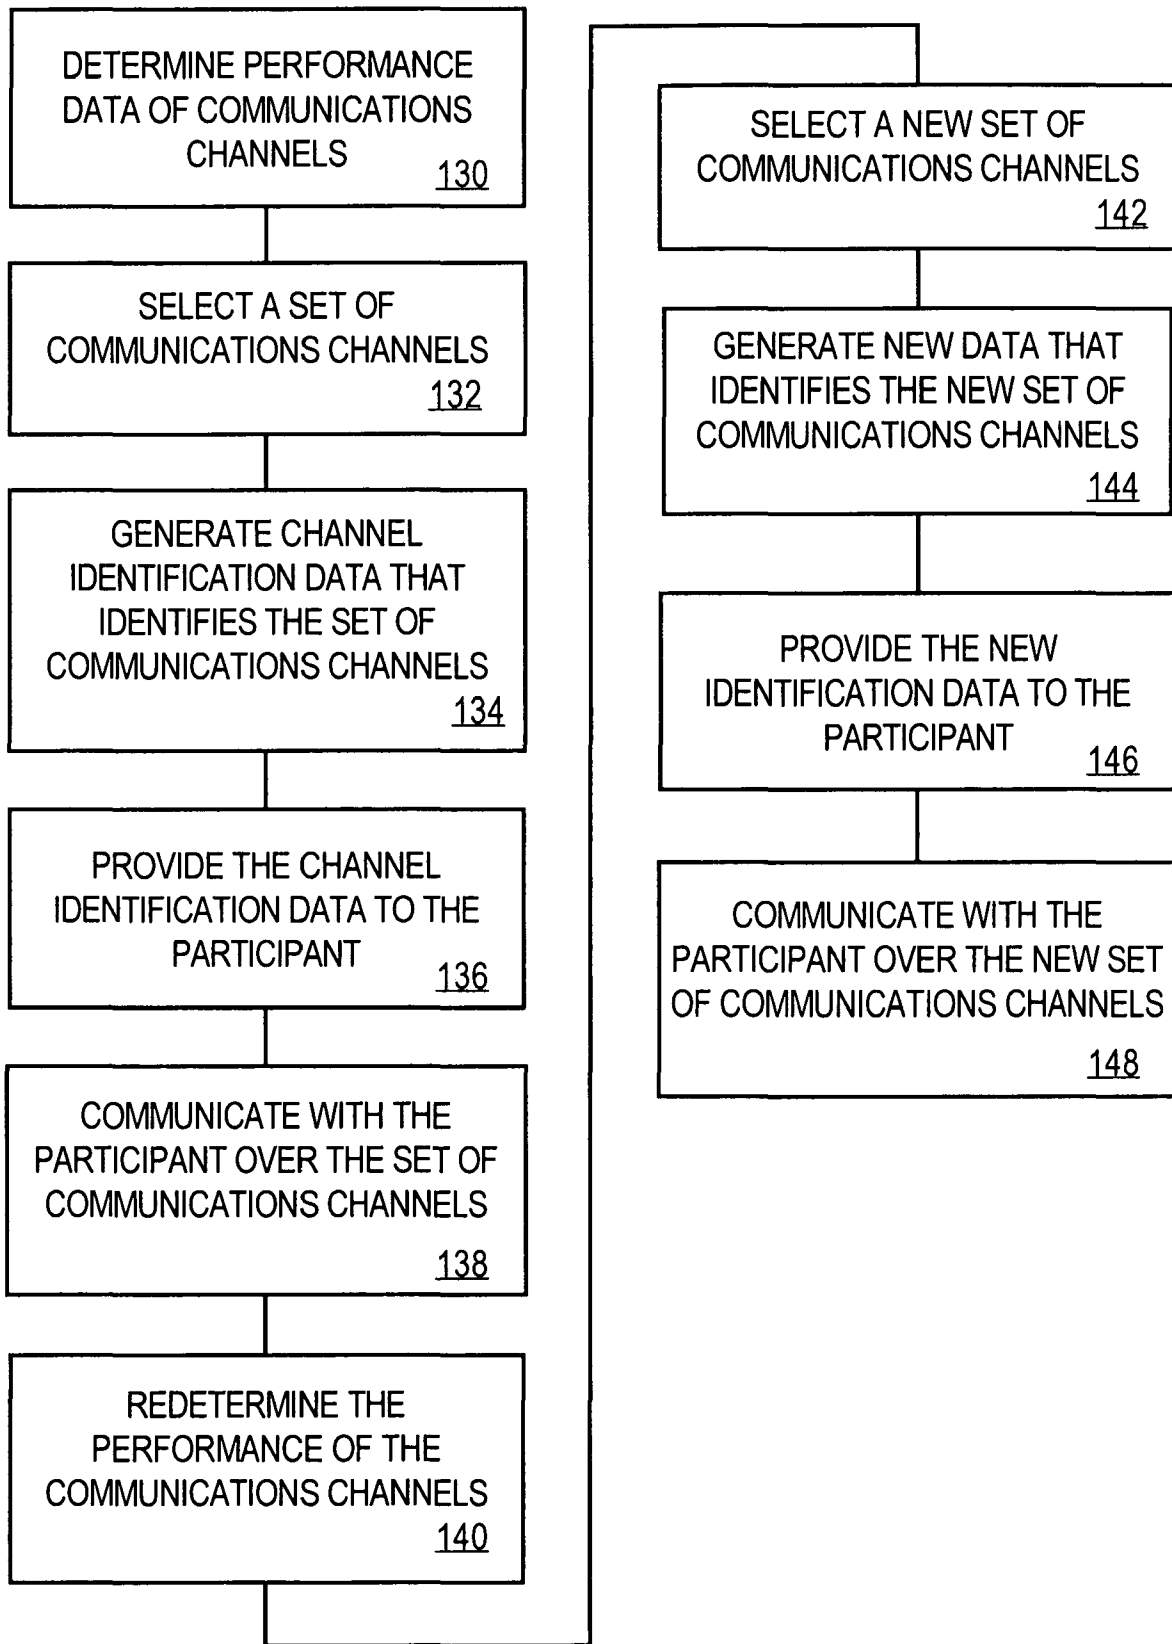 DETERMINE PERFORMANCE
DATA OF COMMUNICATIONS
CHANNELS
130
SELECT A SET OF
COMMUNICATIONS CHANNELS
132
GENERATE CHANNEL
IDENTIFICATION DATA THAT
IDENTIFIES THE SET OF
COMMUNICATIONS CHANNELS
134
PROVIDE THE CHANNEL
IDENTIFICATION DATA TO THE
PARTICIPANT
136
COMMUNICATE WITH THE
PARTICIPANT OVER THE SET OF
COMMUNICATIONS CHANNELS
138
REDETERMINE THE
PERFORMANCE OF THE
COMMUNICATIONS CHANNELS
140
SELECT A NEW SET OF
COMMUNICATIONS CHANNELS
142
GENERATE NEW DATA THAT
IDENTIFIES THE NEW SET OF
COMMUNICATIONS CHANNELS
144
PROVIDE THE NEW
IDENTIFICATION DATA TO THE
PARTICIPANT
146
COMMUNICATE WITH THE
PARTICIPANT OVER THE NEW SET
OF COMMUNICATIONS CHANNELS
148